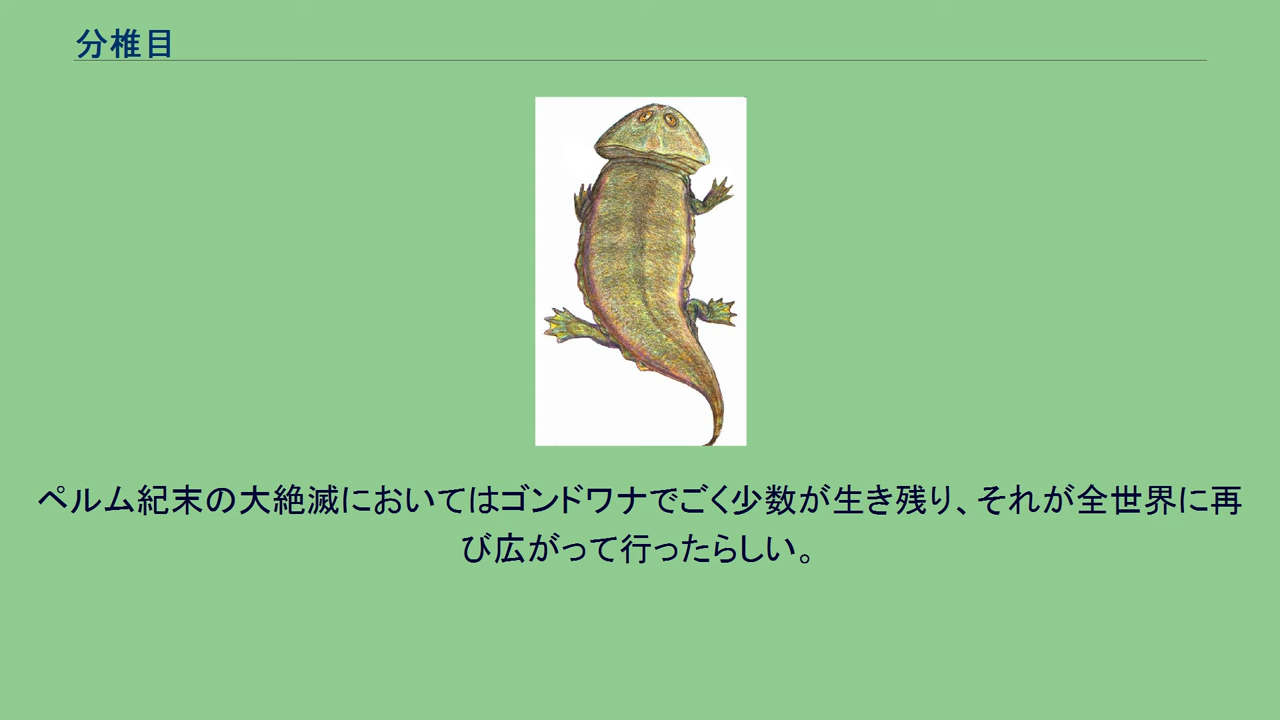 分椎目
ペルム紀末の大絶滅においてはゴンドワナでごく少数が生き残り、それが全世界に再
び広がって行ったらしい。